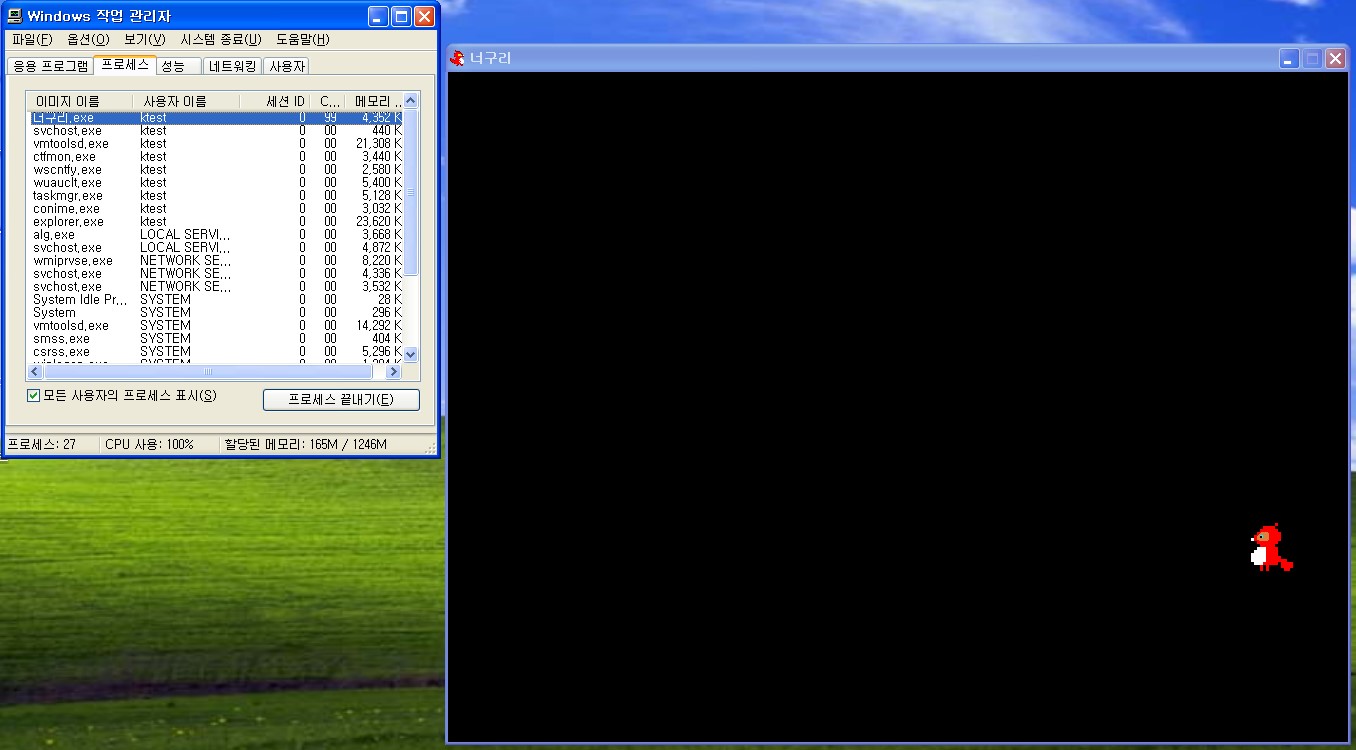 Windows 작업 관리자
파일(F) 옵션(O) 보기(V) 시스템 종료(U) 도움말(H)
응용 프로그램 프로세스 성능 네트워킹 사용자
이미지 이름 사용자 이름 세션 ID C... 메모리 ..
너구리.exe ktest 0 99 4,352 K
svchost.exe ktest 0 00 440 K
vmtoolsd.exe ktest 0 00 21,308 K
ctfmon.exe ktest 0 00 3,440 K
wscntfy.exe ktest 0 00 2,580 K
wuauclt.exe ktest 0 00 5,400 K
taskmgr.exe ktest 0 00 5,128 K
conime.exe ktest 0 00 3,032 K
explorer.exe ktest 0 00 23,620 K
alg.exe LOCAL SERVI... 0 00 3,668 K
svchost.exe LOCAL SERVI... 0 00 4,872 K
wmiprvse.exe NETWORK SE... 0 00 8,220 K
svchost.exe NETWORK SE... 0 00 4,336 K
svchost.exe NETWORK SE... 0 00 3,532 K
System Idle Pr... SYSTEM 0 00 28 K
System SYSTEM 0 00 296 K
vmtoolsd.exe SYSTEM 0 00 14,292 K
smss.exe SYSTEM 0 00 404 K
csrss.exe SYSTEM 0 00 5,296 K
모든 사용자의 프로세스 표시(S) 프로세스 끝내기(E)
프로세스: 27 CPU 사용: 100% 할당된 메모리: 165M / 1246M
너구리